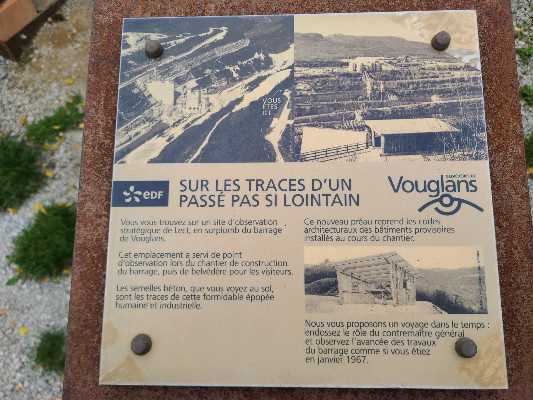 VOUS
ÊTES
ICI
edf
SUR LES TRACES D'UN
PASSÉ PAS SI LOINTAIN
Vouglans
Vous vous trouvez sur un site d'observation
stratégique de Lect, en surplomb du barrage
de Vouglans.
Cet emplacement a servi de point
d'observation lors du chantier de construction
du barrage, puis de belvédère pour les visiteurs.
Les semelles béton, que vous voyez au sol,
sont les traces de cette formidable épopée
humaine et industrielle.
Ce nouveau préau reprend les codes
architecturaux des bâtiments provisoires
installés au cours du chantier.
Nous vous proposons un voyage dans le temps :
endossez le rôle du contremaître général
et observez l'avancée des travaux
du barrage comme si vous étiez
en janvier 1967.